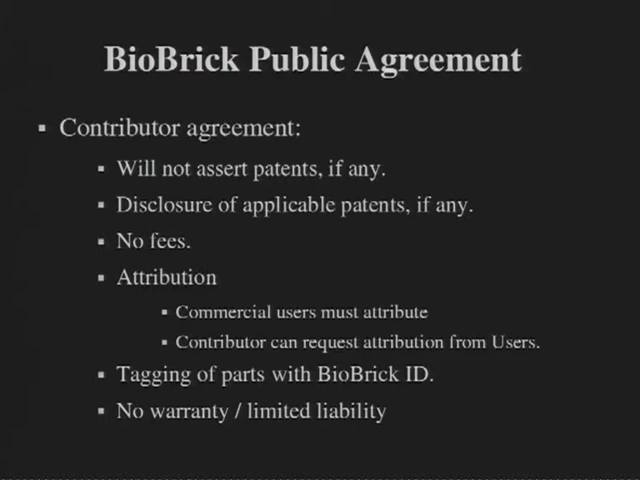 BioBrick Public Agreement
▪ Contributor agreement:
▪ Will not assert patents, if any.
▪ Disclosure of applicable patents, if any.
▪ No fees.
▪ Attribution
▪ Commercial users must attribute
▪ Contributor can request attribution from Users.
▪ Tagging of parts with BioBrick ID.
▪ No warranty / limited liability